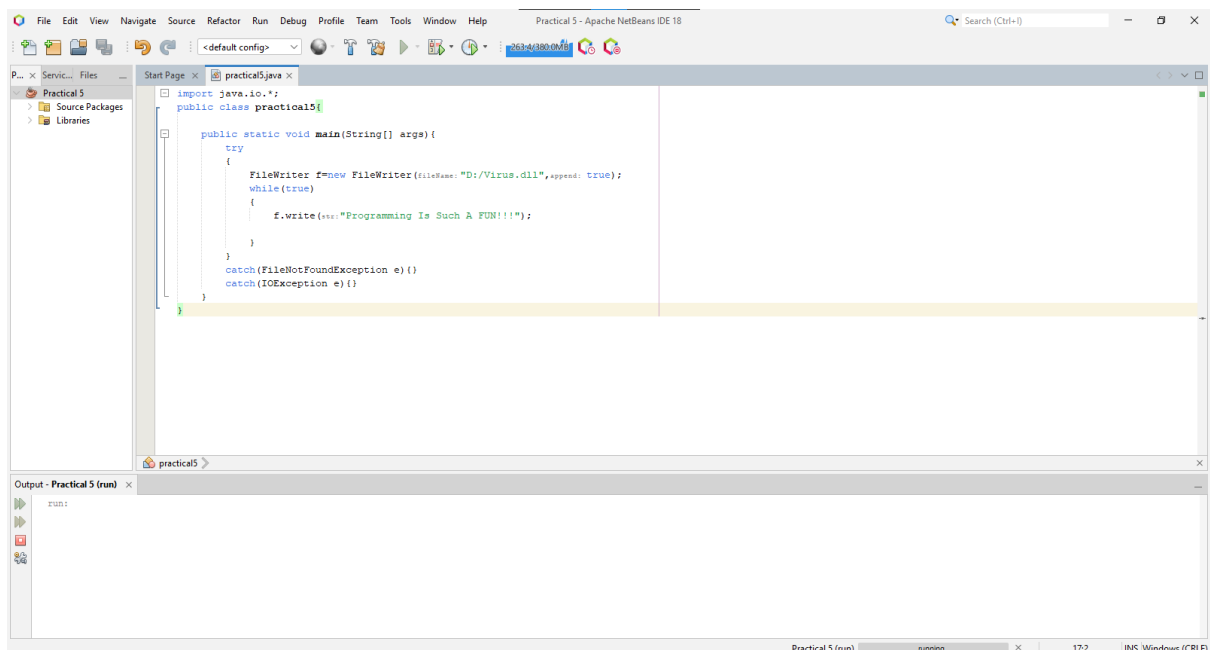 File Edit View Navigate Source Refactor Run Debug Profile Team Tools Window Help Practical 5 - Apache NetBeans IDE 18 Search (Ctrl+I)
<default config> 263.4/380.0MB
P... Servic... Files Start Page practical5.java
Practical 5
Source Packages
Libraries
import java.io.*;
public class practical5{
public static void main(String[] args){
try
{
FileWriter f=new FileWriter(fileName: "D:/Virus.dll",append: true);
while(true)
{
f.write(str:"Programming Is Such A FUN!!!");
}
}
catch(FileNotFoundException e){}
catch(IOException e){}
}
}
practical5
Output - Practical 5 (run)
run:
Practical 5 (run) running 17:2 INS Windows (CRLF)